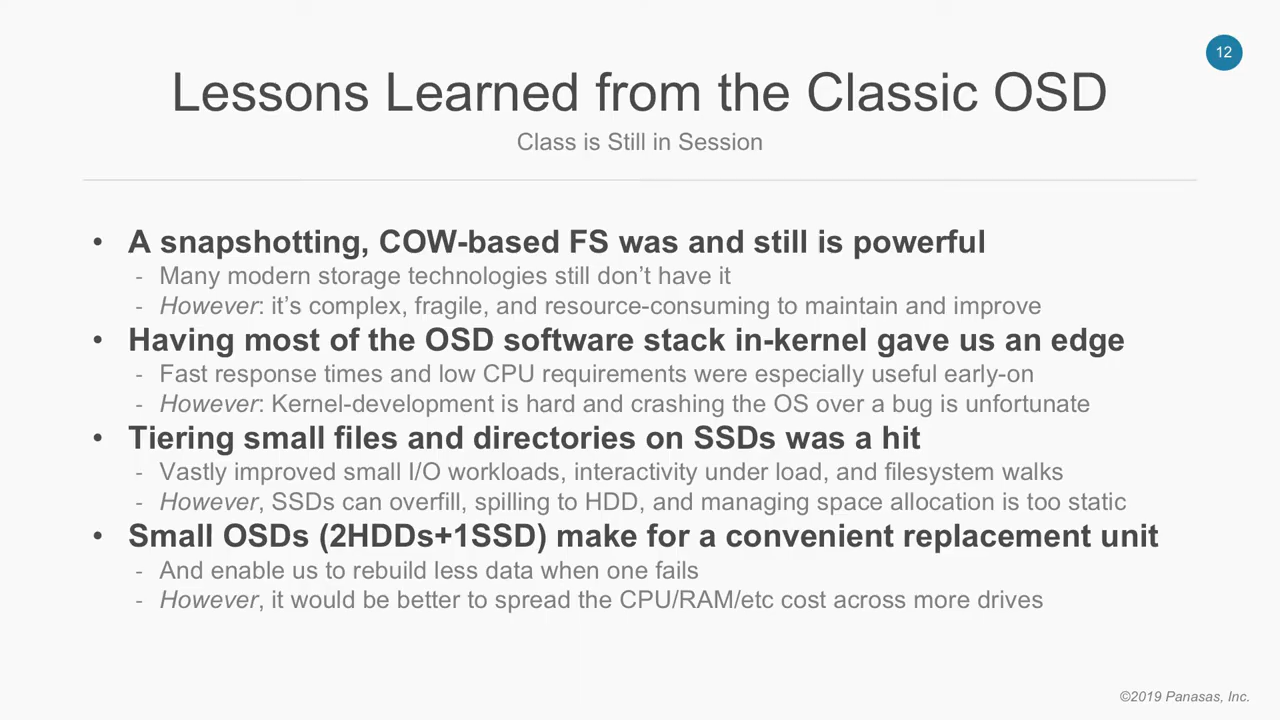 12
Lessons Learned from the Classic OSD
Class is Still in Session
• A snapshotting, COW-based FS was and still is powerful
- Many modern storage technologies still don’t have it
- However: it’s complex, fragile, and resource-consuming to maintain and improve
• Having most of the OSD software stack in-kernel gave us an edge
- Fast response times and low CPU requirements were especially useful early-on
- However: Kernel-development is hard and crashing the OS over a bug is unfortunate
• Tiering small files and directories on SSDs was a hit
- Vastly improved small I/O workloads, interactivity under load, and filesystem walks
- However, SSDs can overfill, spilling to HDD, and managing space allocation is too static
• Small OSDs (2HDDs+1SSD) make for a convenient replacement unit
- And enable us to rebuild less data when one fails
- However, it would be better to spread the CPU/RAM/etc cost across more drives
©2019 Panasas, Inc.